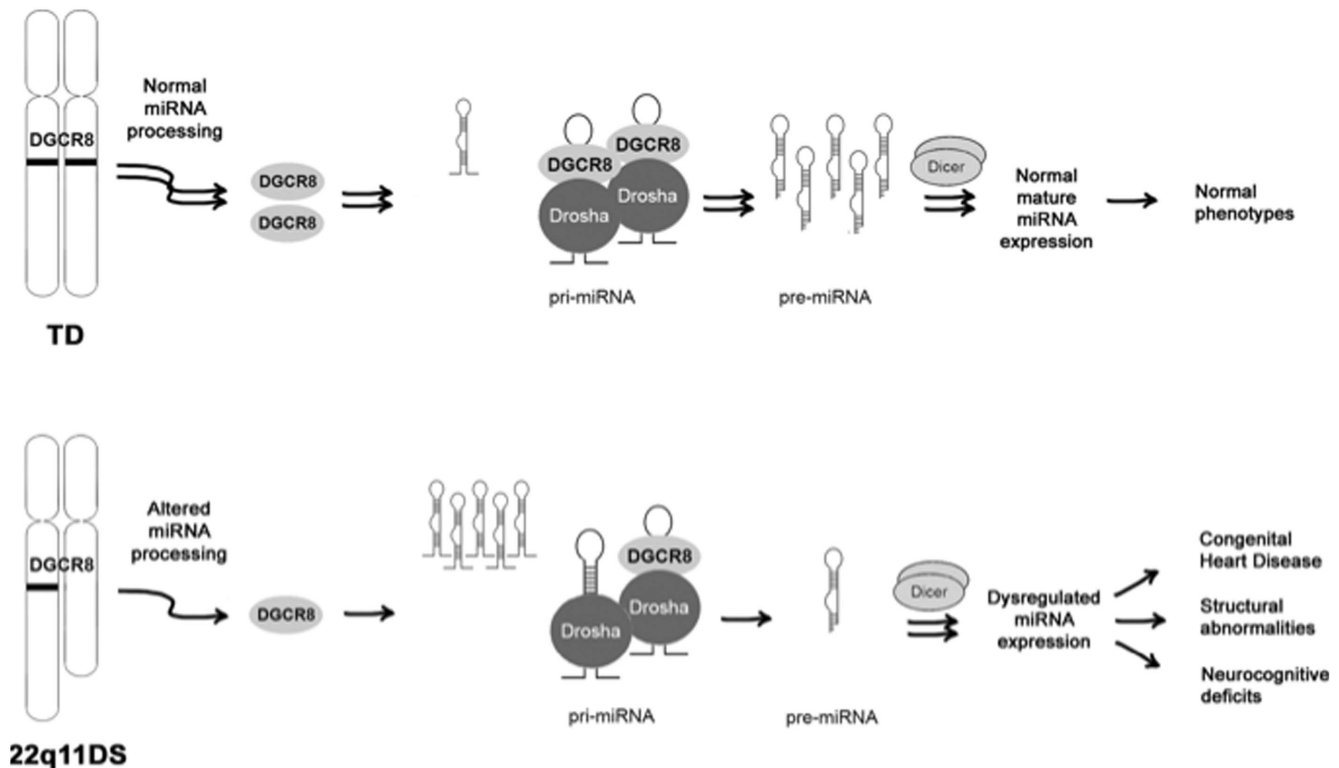 DGCR8
Normal
miRNA
processing
DGCR8
DGCR8
DGCR8
DGCR8
Drosha
Drosha
pri-miRNA
pre-miRNA
Dicer
Normal
mature
miRNA
expression
Normal
phenotypes
TD
DGCR8
Altered
miRNA
processing
DGCR8
DGCR8
Drosha
Drosha
pri-miRNA
pre-miRNA
Dicer
Dysregulated
miRNA
expression
Congenital
Heart Disease
Structural
abnormalities
Neurocognitive
deficits
22q11DS